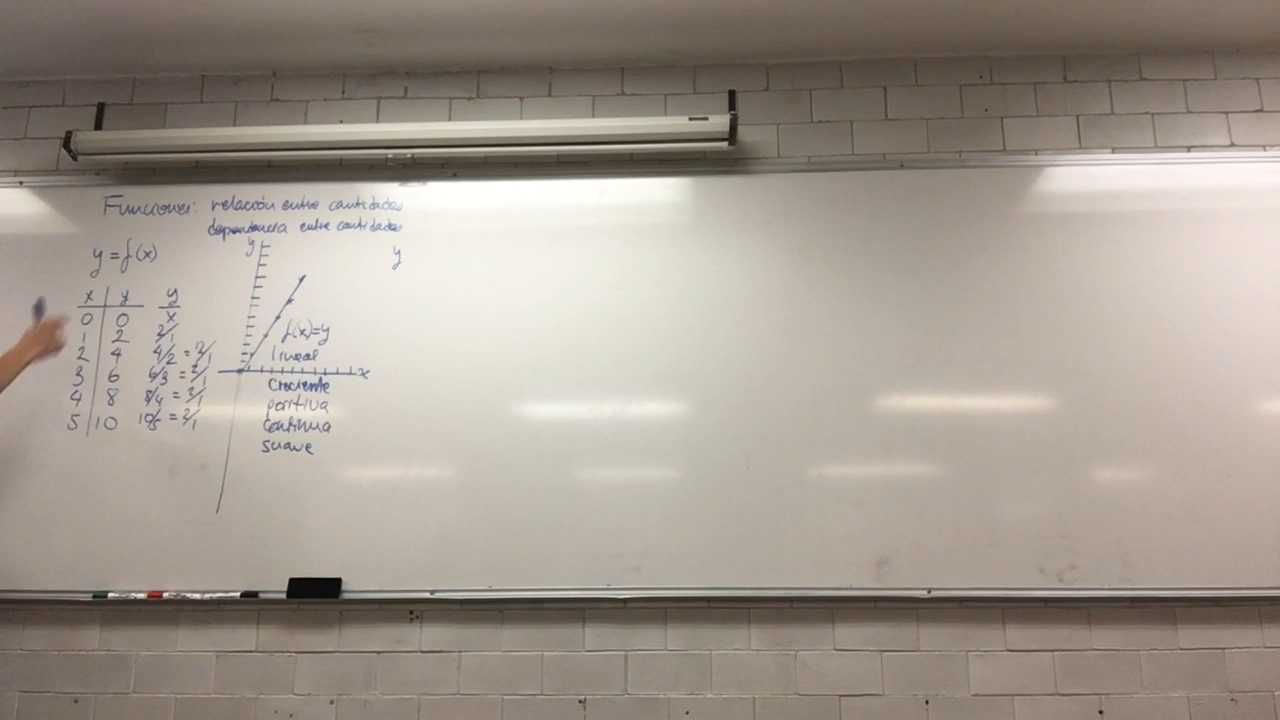 Funciones: relación entre cantidades
dependencia entre cantidades
y = f(x)
x y y/x
0 0
1 2 2/1
2 4 4/2 = 2/1
3 6 6/3 = 2/1
4 8 8/4 = 2/1
5 10 10/5 = 2/1
y
f(x)=y
lineal
x
Creciente
positiva
continua
suave
y